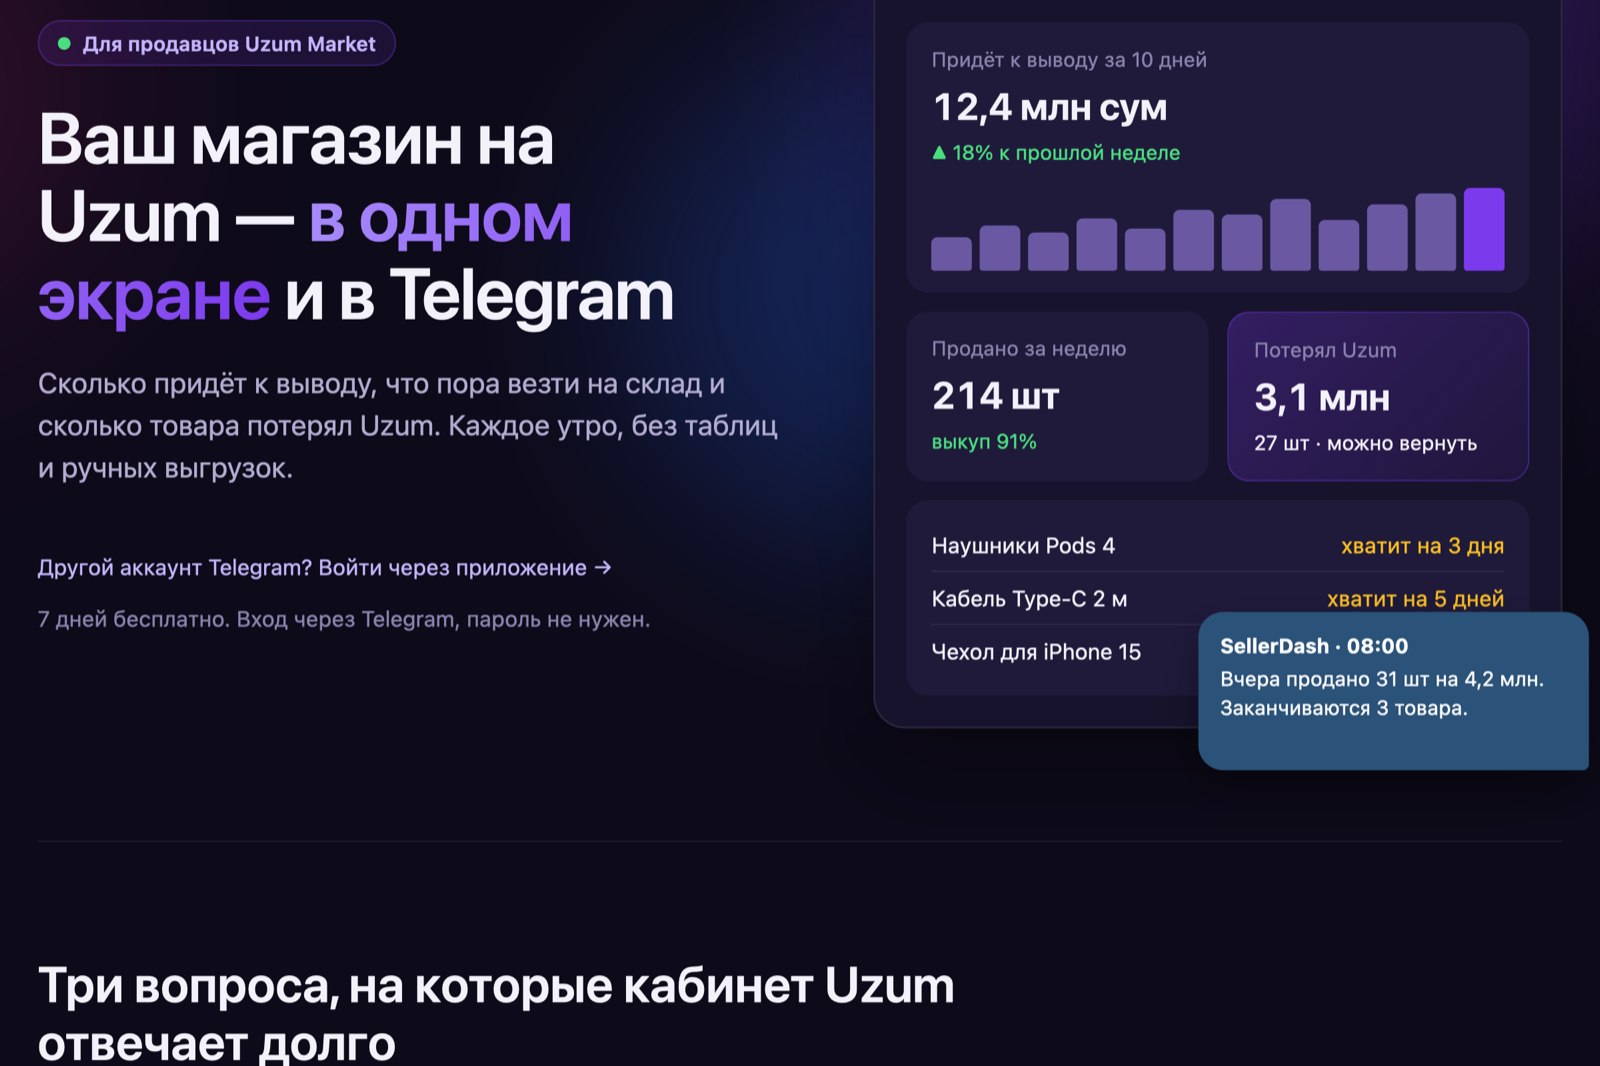 Для продавцов Uzum Market
Ваш магазин на
Uzum — в одном
экране и в Telegram
Сколько придёт к выводу, что пора везти на склад и
сколько товара потерял Uzum. Каждое утро, без таблиц
и ручных выгрузок.
Другой аккаунт Telegram? Войти через приложение →
7 дней бесплатно. Вход через Telegram, пароль не нужен.
Придёт к выводу за 10 дней
12,4 млн сум
▲ 18% к прошлой неделе
Продано за неделю
214 шт
выкуп 91%
Потерял Uzum
3,1 млн
27 шт · можно вернуть
Наушники Pods 4 хватит на 3 дня
Кабель Type-C 2 м хватит на 5 дней
Чехол для iPhone 15
SellerDash · 08:00
Вчера продано 31 шт на 4,2 млн.
Заканчиваются 3 товара.
Три вопроса, на которые кабинет Uzum
отвечает долго